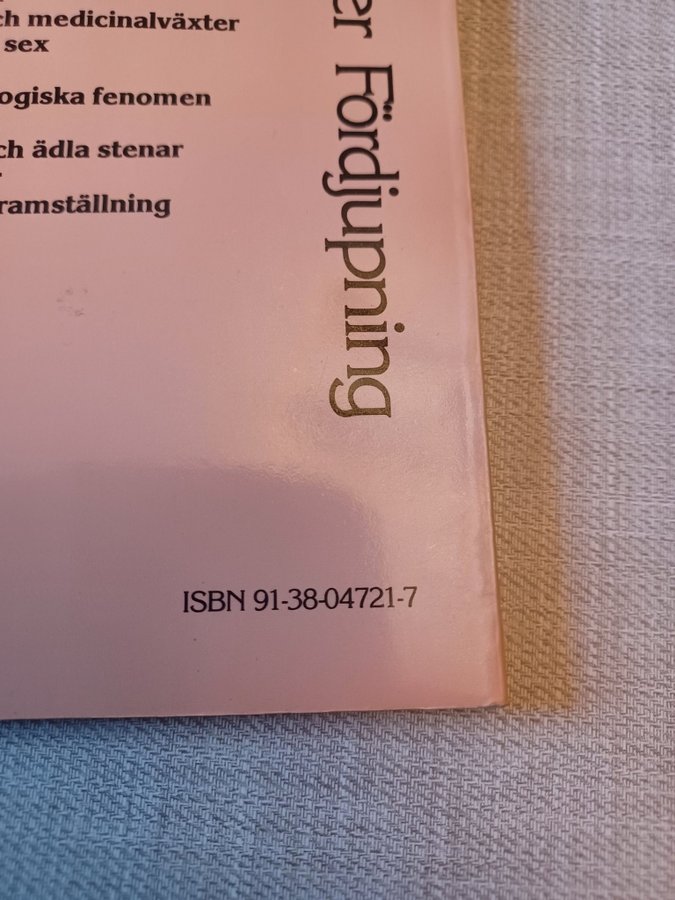 ch medicinalväxter
sex
ogiska fenomen
ch ädla stenar
ramställning
er Fördjupning
ISBN 91-38-04721-7